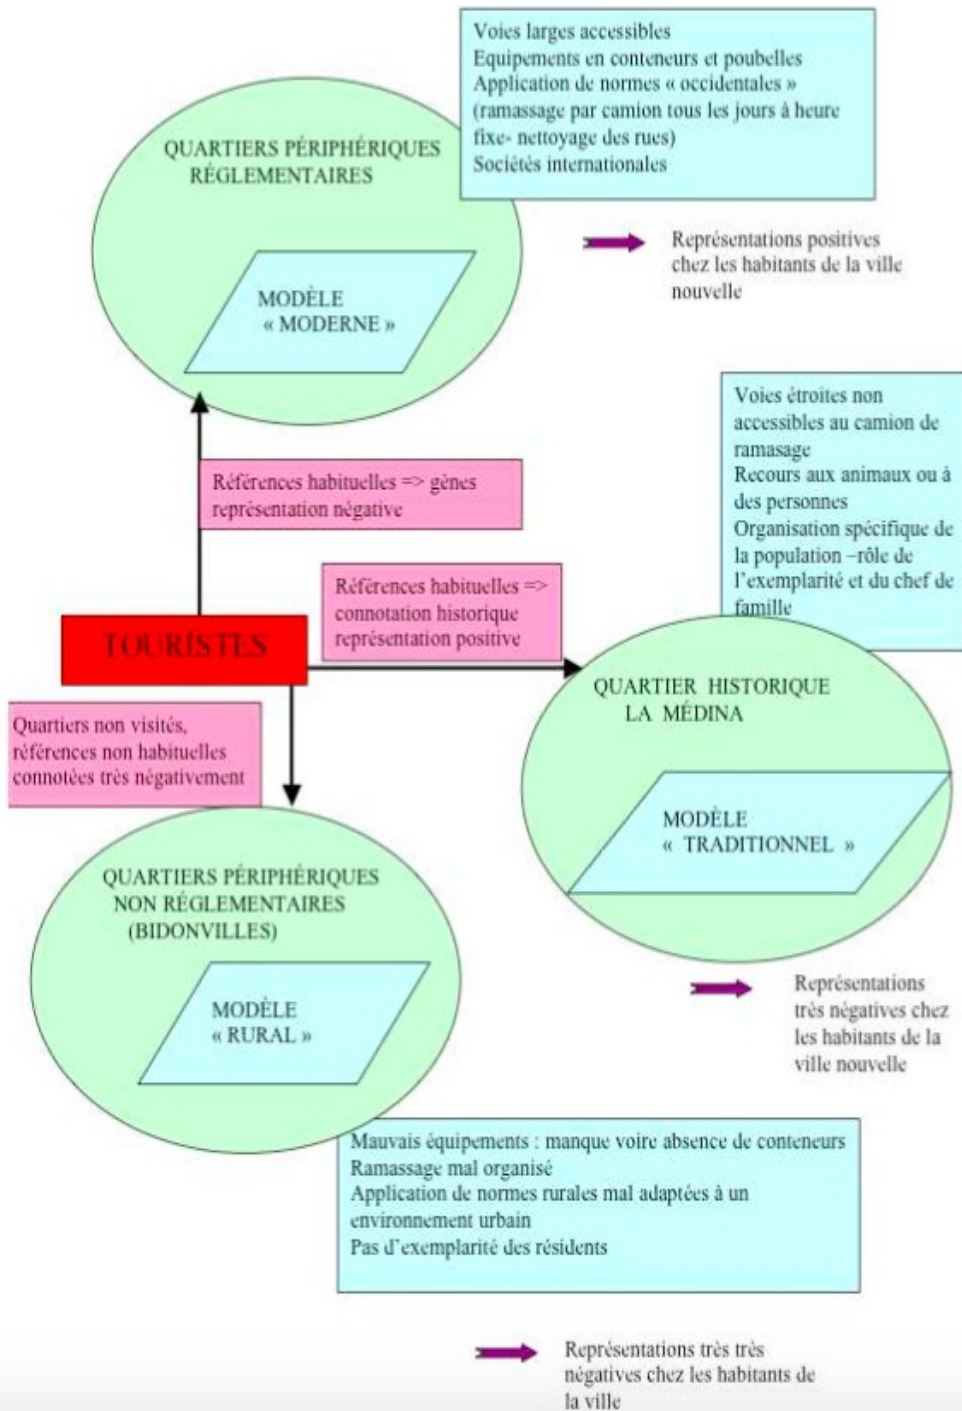 Voies larges accessibles
Equipements en conteneurs et poubelles
Application de normes « occidentales »
(ramassage par camion tous les jours à heure
fixe- nettoyage des rues)
Sociétés internationales
QUARTIERS PÉRIPHÉRIQUES
RÉGLEMENTAIRES
MODÈLE
« MODERNE »
Représentations positives
chez les habitants de la ville
nouvelle
Voies étroites non
accessibles au camion de
ramasage
Recours aux animaux ou à
des personnes
Organisation spécifique de
la population –rôle de
l'exemplarité et du chef de
famille
Références habituelles => gènes
représentation négative
Références habituelles =>
connotation historique
représentation positive
TOURISTES
QUARTIER HISTORIQUE
LA MÉDINA
MODÈLE
« TRADITIONNEL »
Quartiers non visités,
références non habituelles
connotées très négativement
QUARTIERS PÉRIPHÉRIQUES
NON RÉGLEMENTAIRES
(BIDONVILLES)
MODÈLE
« RURAL »
Représentations
très négatives chez
les habitants de la
ville nouvelle
Mauvais équipements : manque voire absence de conteneurs
Ramassage mal organisé
Application de normes rurales mal adaptées à un
environnement urbain
Pas d'exemplarité des résidents
Représentations très très
négatives chez les habitants de
la ville